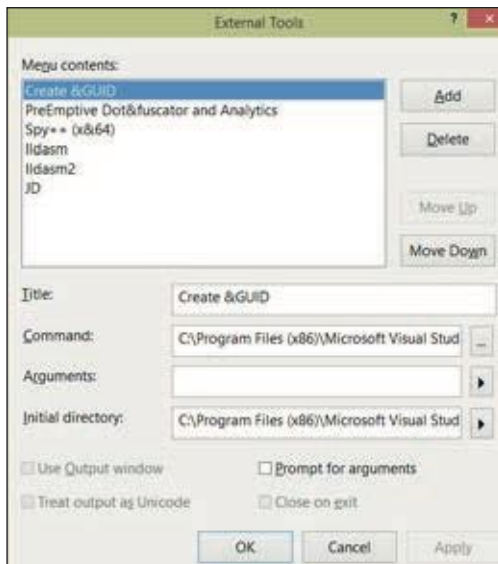 External Tools
?
Menu contents:
Create &GUID
PreEmptive Dot&fuscator and Analytics
Spy++ (x&64)
Ildasm
Ildasm2
JD
Add
Delete
Move Up
Move Down
Title:
Create &GUID
Command:
C:\Program Files (x86)\Microsoft Visual Stud
...
Arguments:
Initial directory:
C:\Program Files (x86)\Microsoft Visual Stud
Use Output window
Prompt for arguments
Treat output as Unicode
Close on exit
OK
Cancel
Apply